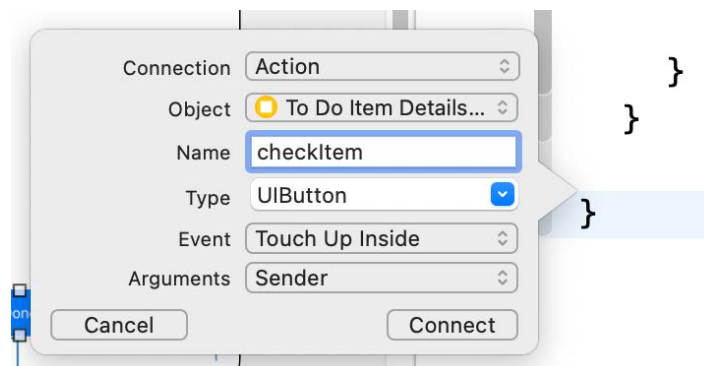 Connection Action
Object To Do Item Details...
Name checkItem
Type UIButton
Event Touch Up Inside
Arguments Sender
Cancel Connect
}
}
}